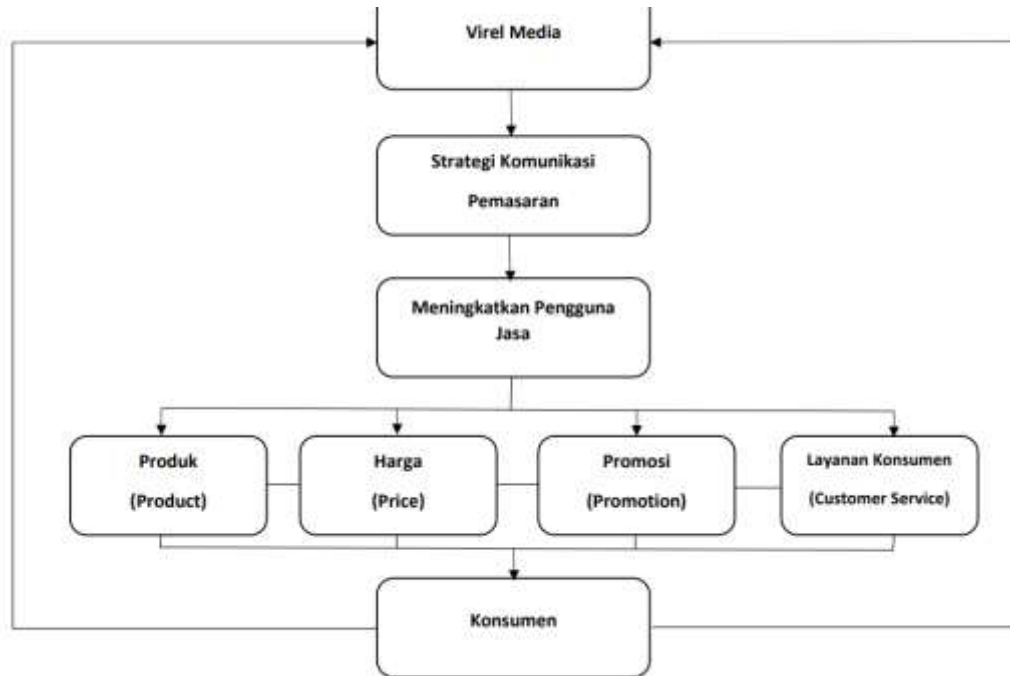 Virel Media
Strategi Komunikasi
Pemasaran
Meningkatkan Pengguna
Jasa
Produk
(Product)
Harga
(Price)
Promosi
(Promotion)
Layanan Konsumen
(Customer Service)
Konsumen